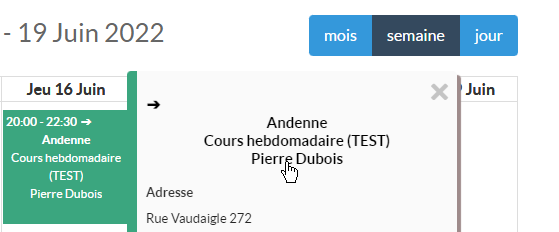 - 19 Juin 2022
mois
semaine
jour
Jeu 16 Juin
Juin
20:00 - 22:30 ➔
Andenne
Cours hebdomadaire
(TEST)
Pierre Dubois
➔
Andenne
Cours hebdomadaire (TEST)
Pierre Dubois
Adresse
Rue Vaudaigle 272